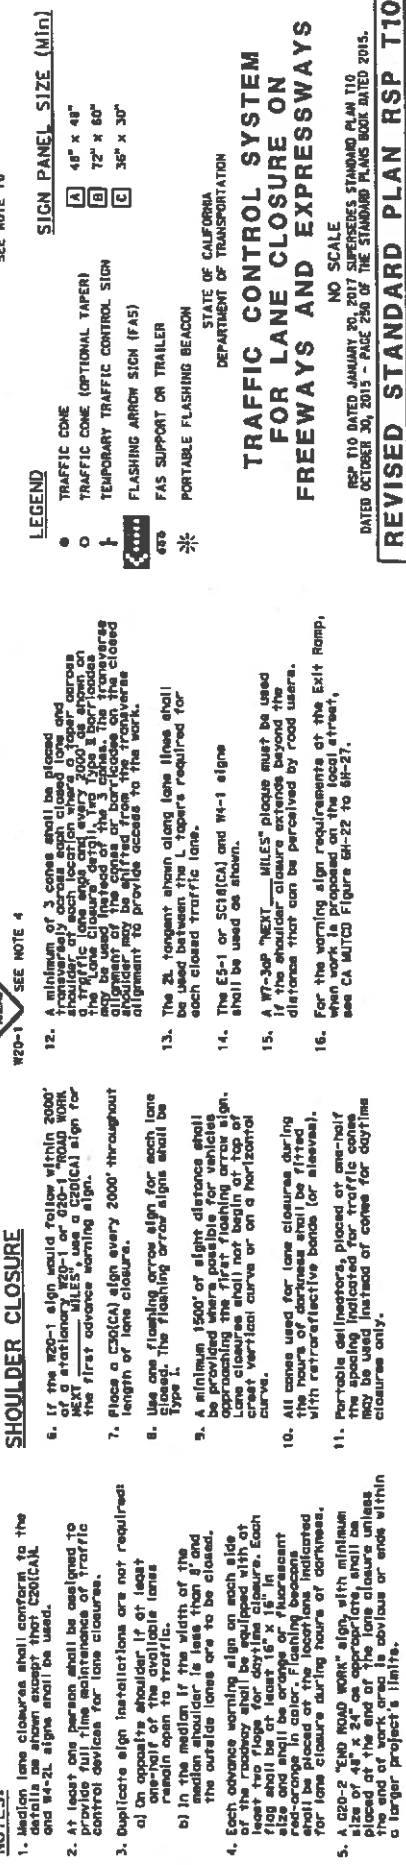 NOTES:
1. Median lane closures shall conform to the
details as shown except that C20(CA)L
and W4-2L signs shall be used.
2. At least one person shall be assigned to
provide full time maintenance of traffic
control devices for lane closures.
3. Duplicate sign installations are not required:
a) On opposite shoulder if at least
one-half of the available lanes
remain open to traffic.
b) In the median if the width of the
median shoulder is less than 8' and
the outside lanes are to be closed.
4. Each advance warning sign on each side
of the roadway shall be equipped with at
least two flags for daytime closure. Each
flag shall be at least 16" x 16" in
size and shall be orange or fluorescent
red-orange in color. Flashing beacons
shall be placed at the locations indicated
for lane closure during hours of darkness.
5. A G20-2 "END ROAD WORK" sign, with minimum
size of 48" x 24" as appropriate, shall be
placed at the end of the lane closure unless
the end of work area is obvious or ends within
a larger project's limits.
SHOULDER CLOSURE
6. If the W20-1 sign would follow within 2000'
of a stationary W20-1 or G20-1 "ROAD WORK
NEXT ____ MILES", use a C20(CA) sign for
the first advance warning sign.
7. Place a C30(CA) sign every 2000' throughout
length of lane closure.
8. Use one flashing arrow sign for each lane
closed. The flashing arrow signs shall be
Type I.
9. A minimum 1500' of sight distance shall
be provided where possible for vehicles
approaching the first flashing arrow sign.
Lane closures shall not begin at top of
crest vertical curve or on a horizontal
curve.
10. All cones used for lane closures during
the hours of darkness shall be fitted
with retroreflective bands (or sleeves).
11. Portable delineators, placed at one-half
the spacing indicated for traffic cones
may be used instead of cones for daytime
closures only.
W20-1 SEE NOTE 4
12. A minimum of 3 cones shall be placed
transversely across each closed lane and
shoulder at each location where a taper across
a traffic lane ends and every 2000' as shown on
the "Lane Closure" detail. Two Type II barricades
may be used instead of the 3 cones. The transverse
alignment of the cones or barricades on the closed
shoulder may be shifted from the transverse
alignment to provide access to the work.
13. The 2L tangent shown along lane lines shall
be used between the L tapers required for
each closed traffic lane.
14. The E5-1 or SC18(CA) and W4-1 signs
shall be used as shown.
15. A W7-3aP "NEXT ____ MILES" plaque must be used
if the shoulder closure extends beyond the
distance that can be perceived by road users.
16. For the warning sign requirements at the Exit Ramp,
when work is proposed on the local street,
see CA MUTCD Figure 6H-22 to 6H-27.
SEE NOTE 10
LEGEND
TRAFFIC CONE
TRAFFIC CONE (OPTIONAL TAPER)
TEMPORARY TRAFFIC CONTROL SIGN
FLASHING ARROW SIGN (FAS)
FAS SUPPORT OR TRAILER
PORTABLE FLASHING BEACON
SIGN PANEL SIZE (Min)
A 48" x 48"
B 72" x 60"
C 36" x 30"
STATE OF CALIFORNIA
DEPARTMENT OF TRANSPORTATION
TRAFFIC CONTROL SYSTEM
FOR LANE CLOSURE ON
FREEWAYS AND EXPRESSWAYS
NO SCALE
RSP T10 DATED JANUARY 20, 2017 SUPERSEDES STANDARD PLAN T10
DATED OCTOBER 30, 2015 - PAGE 250 OF THE STANDARD PLANS BOOK DATED 2015.
REVISED STANDARD PLAN RSP T10